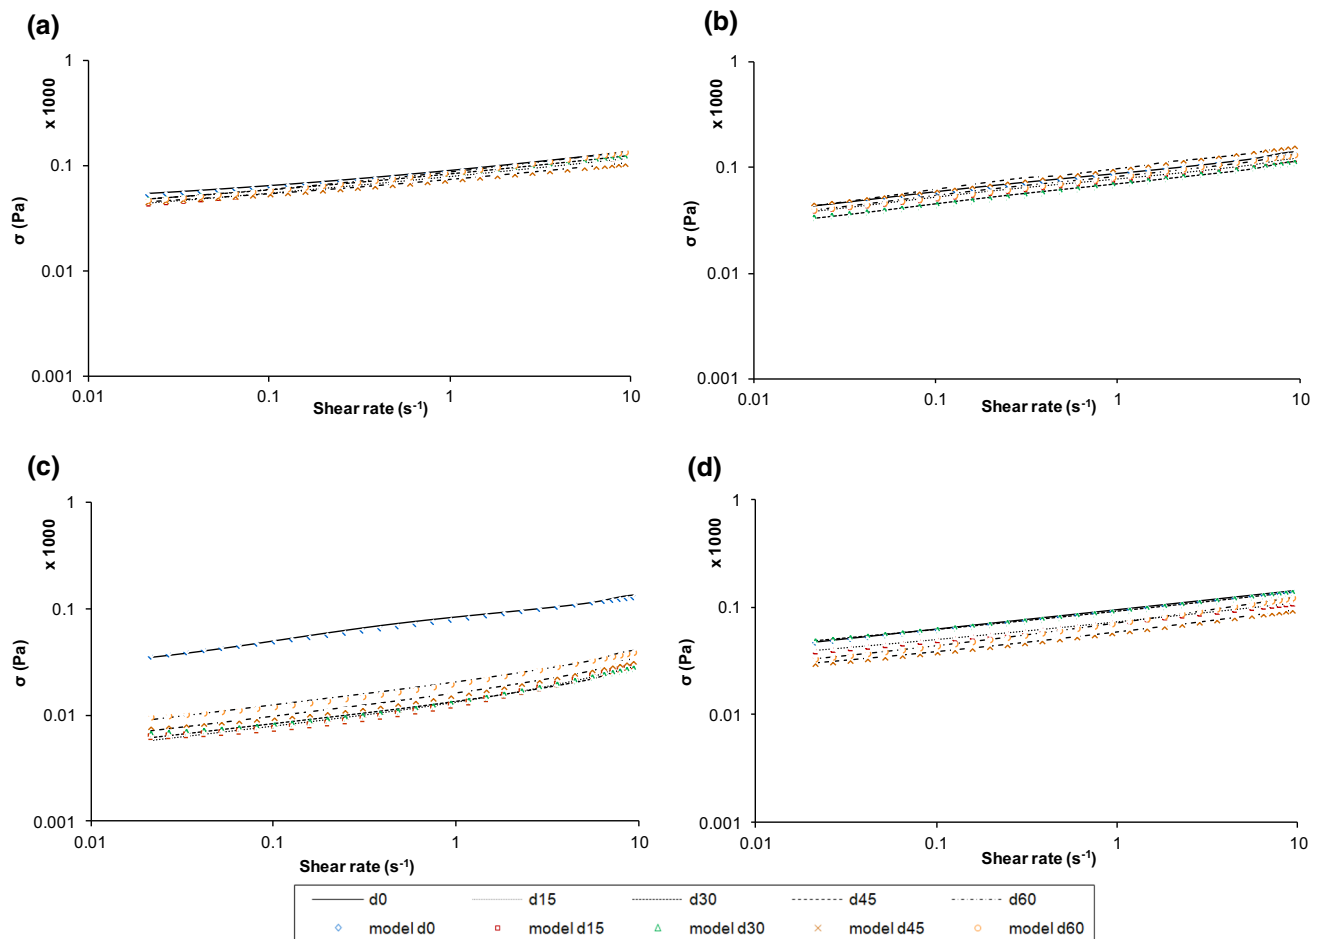 (a)
x 1000
σ (Pa)
1
0.1
0.01
0.001
0.01 0.1 1 10
Shear rate (s⁻¹)
(b)
x 1000
σ (Pa)
1
0.1
0.01
0.001
0.01 0.1 1 10
Shear rate (s⁻¹)
(c)
x 1000
σ (Pa)
1
0.1
0.01
0.001
0.01 0.1 1 10
Shear rate (s⁻¹)
(d)
x 1000
σ (Pa)
1
0.1
0.01
0.001
0.01 0.1 1 10
Shear rate (s⁻¹)
d0 d15 d30 d45 d60
model d0 model d15 model d30 model d45 model d60